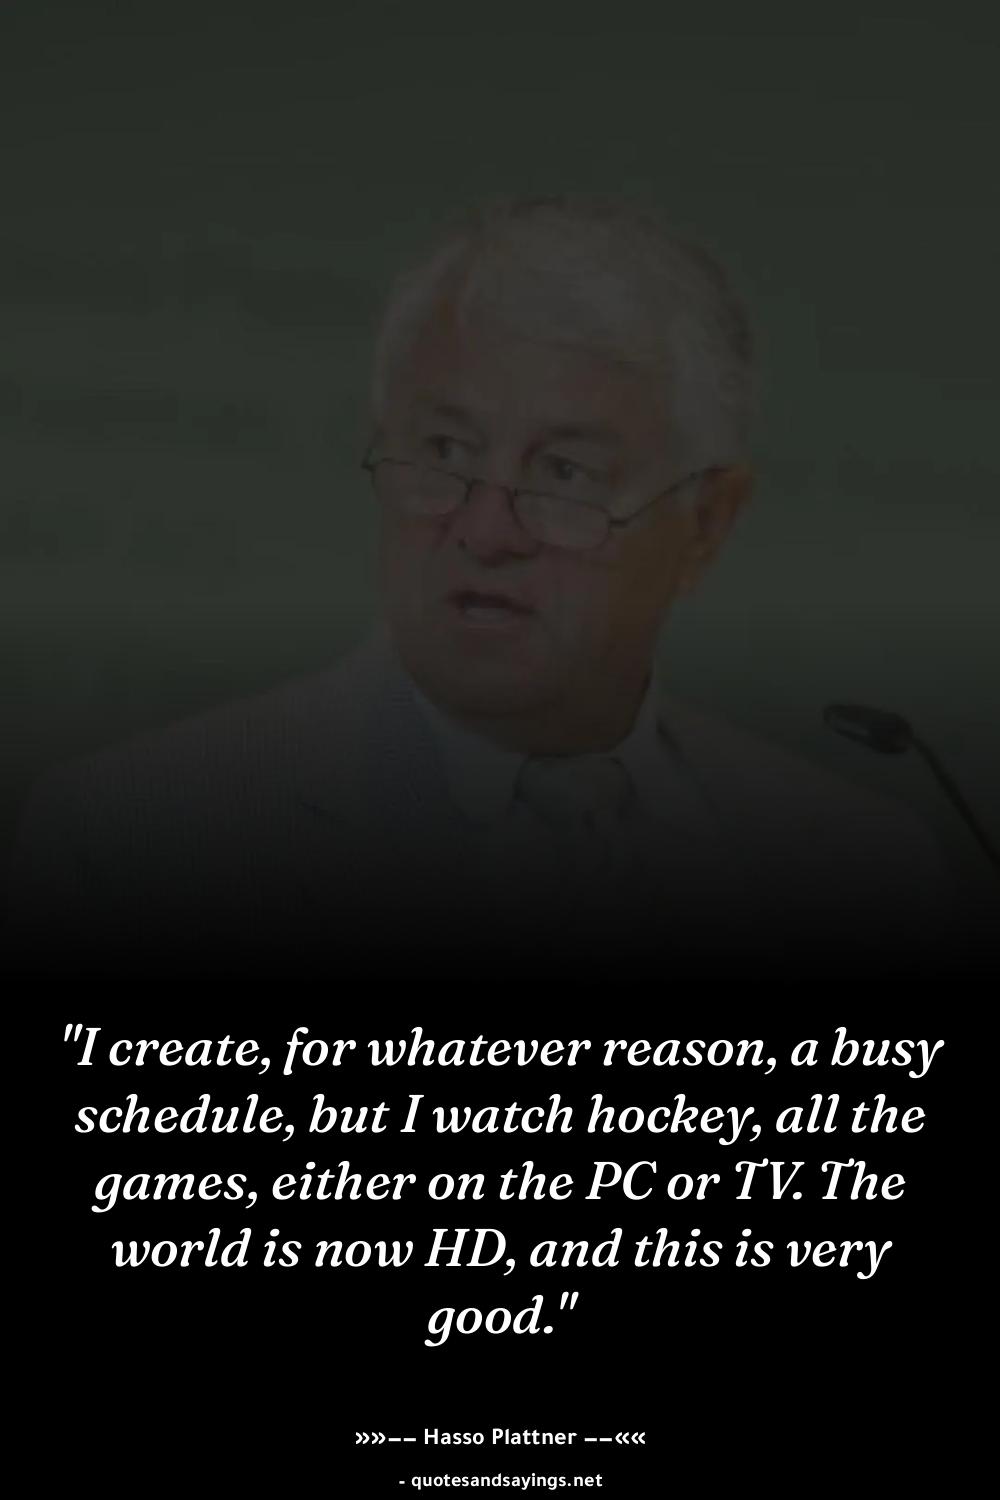 "I create, for whatever reason, a busy
schedule, but I watch hockey, all the
games, either on the PC or TV. The
world is now HD, and this is very
good."
»»−− Hasso Plattner −−««
- quotesandsayings.net